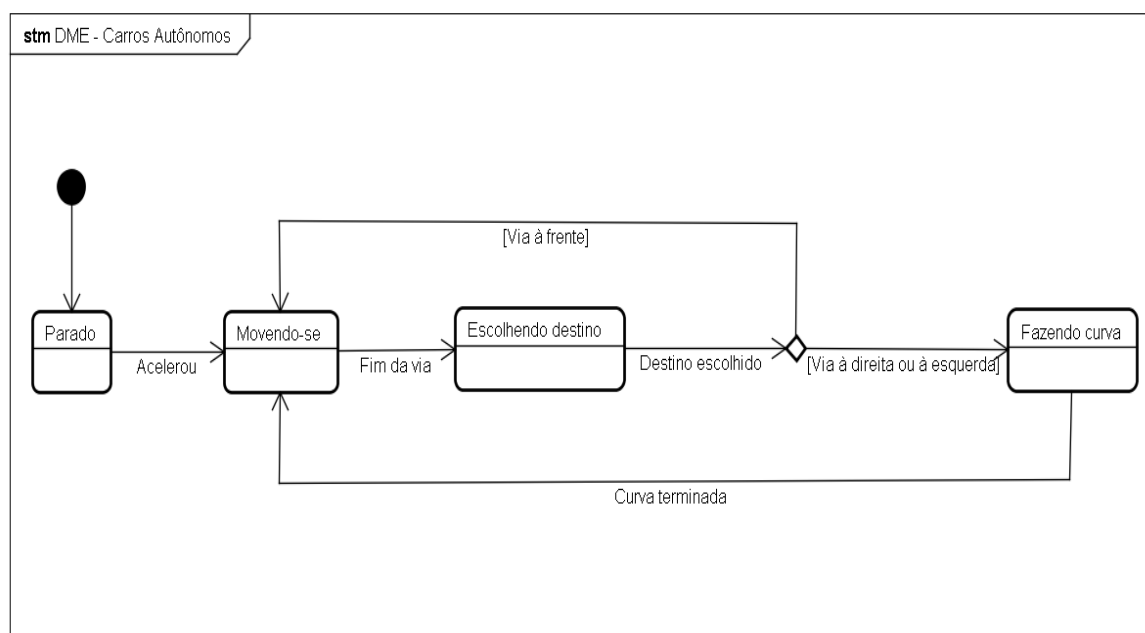 stm DME - Carros Autônomos
[Via à frente]
Parado
Movendo-se
Escolhendo destino
Fazendo curva
Acelerou
Fim da via
Destino escolhido
[Via à direita ou à esquerda]
Curva terminada